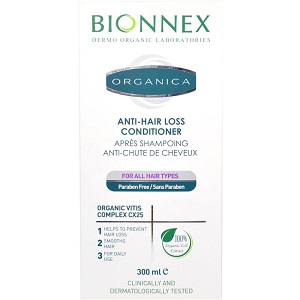 BIONNEX
DERMO ORGANIC LABORATORIES
ORGANICA
ANTI-HAIR LOSS
CONDITIONER
APRÈS SHAMPOING
ANTI-CHUTE DE CHEVEUX
FOR ALL HAIR TYPES
Paraben Free / Sans Paraben
ORGANIC VITIS
COMPLEX CX25
1 HELPS TO PREVENT
HAIR LOSS
2 SMOOTHS
HAIR
3 FOR DAILY
USE
100%
300 ml e
CLINICALLY AND
DERMATOLOGICALLY TESTED